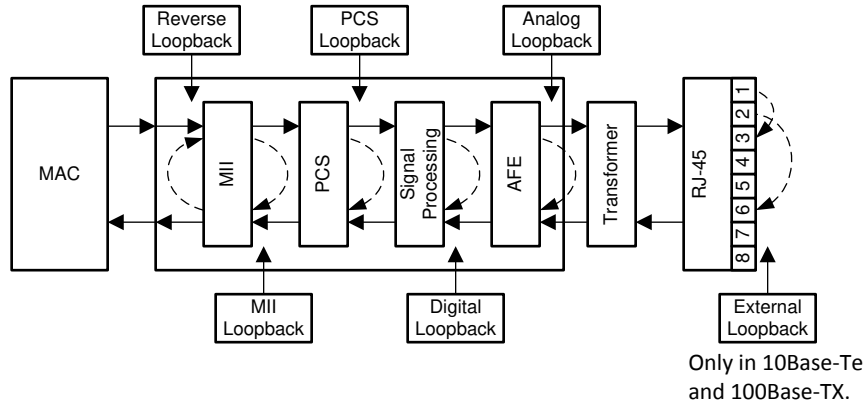 Reverse
Loopback
PCS
Loopback
Analog
Loopback
MAC
MII
PCS
Signal
Processing
AFE
Transformer
RJ-45
1
2
3
4
5
6
7
8
MII
Loopback
Digital
Loopback
External
Loopback
Only in 10Base-Te
and 100Base-TX.